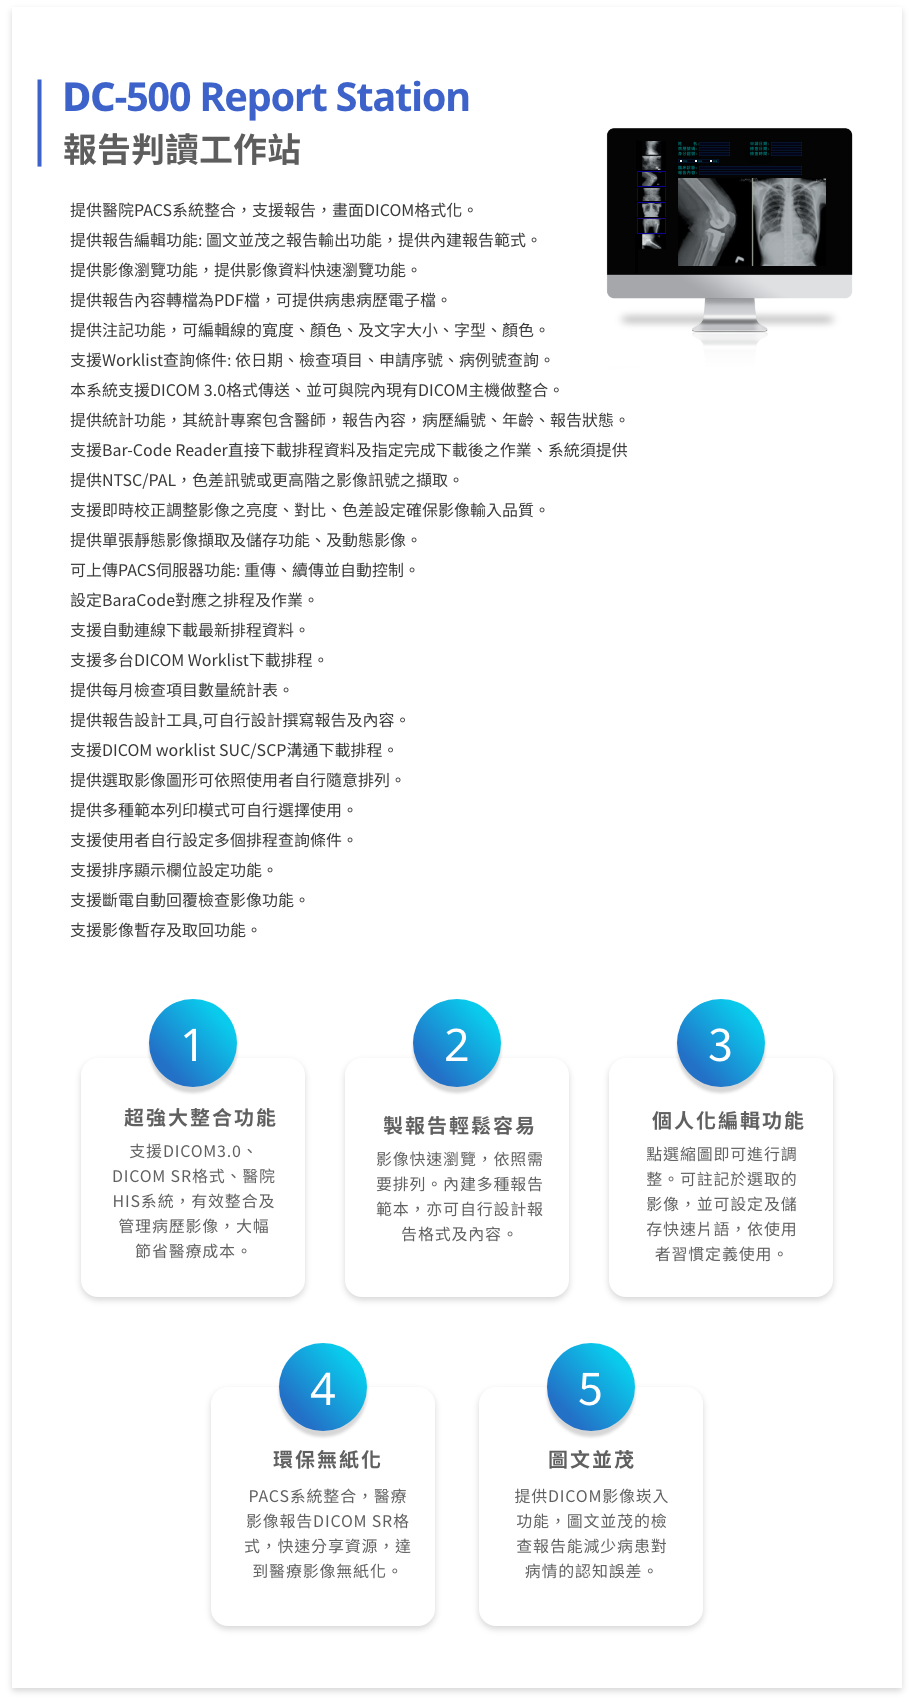 DC-500 Report Station
報告判讀工作站
提供醫院PACS系統整合，支援報告，畫面DICOM格式化。
提供報告編輯功能: 圖文並茂之報告輸出功能，提供內建報告範式。
提供影像瀏覽功能，提供影像資料快速瀏覽功能。
提供報告內容轉檔為PDF檔，可提供病患病歷電子檔。
提供注記功能，可編輯線的寬度、顏色、及文字大小、字型、顏色。
支援Worklist查詢條件: 依日期、檢查項目、申請序號、病例號查詢。
本系統支援DICOM 3.0格式傳送、並可與院內現有DICOM主機做整合。
提供統計功能，其統計專案包含醫師，報告內容，病歷編號、年齡、報告狀態。
支援Bar-Code Reader直接下載排程資料及指定完成下載後之作業、系統須提供
提供NTSC/PAL，色差訊號或更高階之影像訊號之擷取。
支援即時校正調整影像之亮度、對比、色差設定確保影像輸入品質。
提供單張靜態影像擷取及儲存功能、及動態影像。
可上傳PACS伺服器功能: 重傳、續傳並自動控制。
設定BaraCode對應之排程及作業。
支援自動連線下載最新排程資料。
支援多台DICOM Worklist下載排程。
提供每月檢查項目數量統計表。
提供報告設計工具,可自行設計撰寫報告及內容。
支援DICOM worklist SUC/SCP溝通下載排程。
提供選取影像圖形可依照使用者自行隨意排列。
提供多種範本列印模式可自行選擇使用。
支援使用者自行設定多個排程查詢條件。
支援排序顯示欄位設定功能。
支援斷電自動回覆檢查影像功能。
支援影像暫存及取回功能。
1
超強大整合功能
支援DICOM3.0、
DICOM SR格式、醫院
HIS系統，有效整合及
管理病歷影像，大幅
節省醫療成本。
2
製報告輕鬆容易
影像快速瀏覽，依照需
要排列。內建多種報告
範本，亦可自行設計報
告格式及內容。
3
個人化編輯功能
點選縮圖即可進行調
整。可註記於選取的
影像，並可設定及儲
存快速片語，依使用
者習慣定義使用。
4
環保無紙化
PACS系統整合，醫療
影像報告DICOM SR格
式，快速分享資源，達
到醫療影像無紙化。
5
圖文並茂
提供DICOM影像崁入
功能，圖文並茂的檢
查報告能減少病患對
病情的認知誤差。